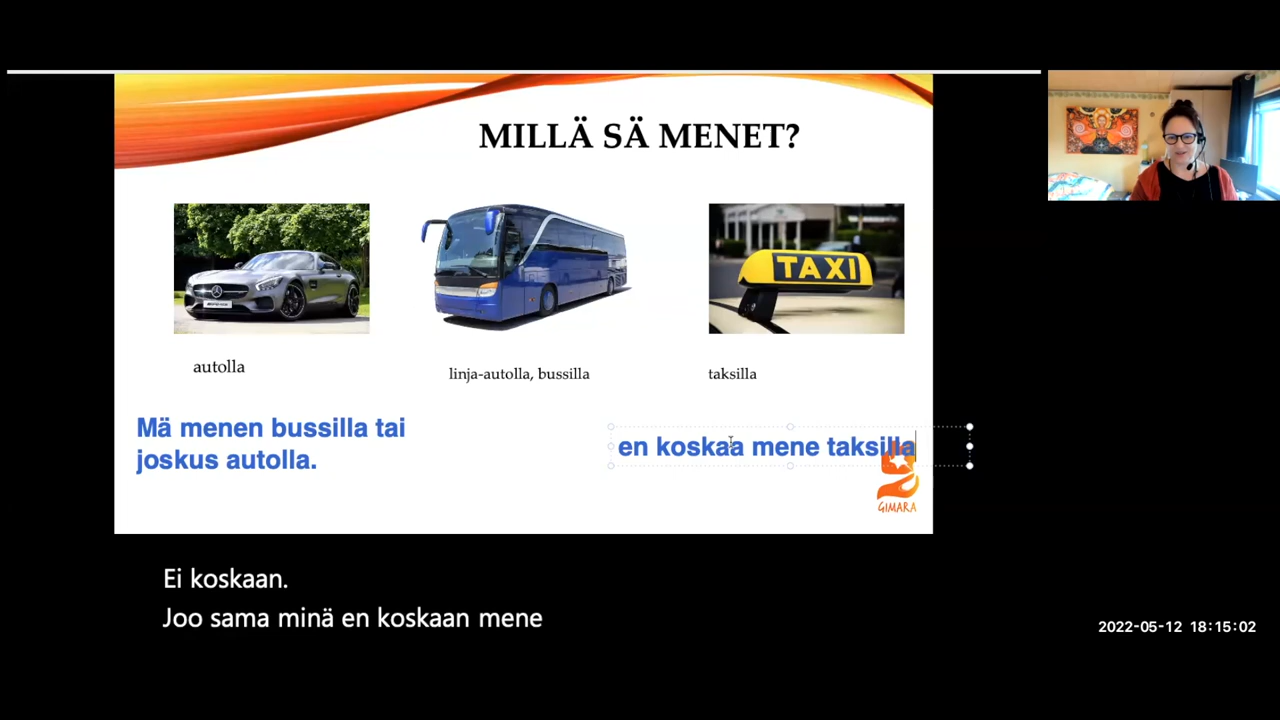 MILLÄ SÄ MENET?
TAXI
autolla
linja-autolla, bussilla
taksilla
Mä menen bussilla tai
joskus autolla.
en koskaa mene taksilla
GIMARA
Ei koskaan.
Joo sama minä en koskaan mene
2022-05-12 18:15:02